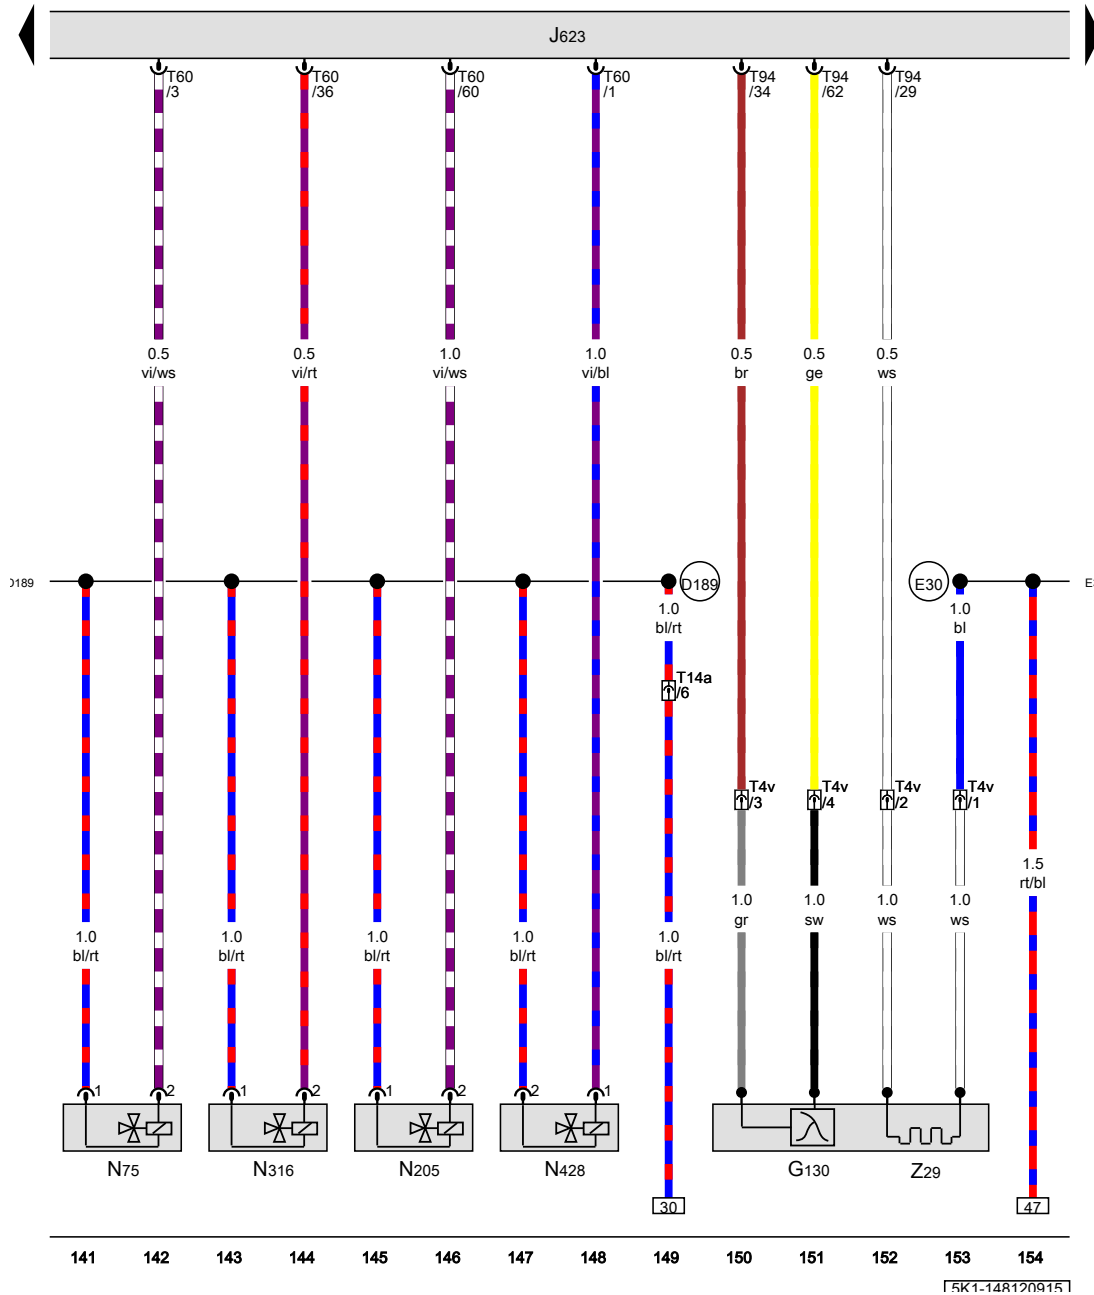 J623
T60 T60 T60 T60 T94 T94 T94
/3 /36 /60 /1 /34 /62 /29
0.5 0.5 1.0 1.0 0.5 0.5 0.5
vi/ws vi/rt vi/ws vi/bl br ge ws
D189 E30
1.0 1.0
bl/rt bl
T14a
/6
T4v T4v T4v T4v
/3 /4 /2 /1
1.5
rt/bl
1.0 1.0 1.0 1.0
gr sw ws ws
1.0 1.0 1.0 1.0 1.0
bl/rt bl/rt bl/rt bl/rt bl/rt
1 2 1 2 1 2 2 1
N75 N316 N205 N428 G130 Z29
30 47
141 142 143 144 145 146 147 148 149 150 151 152 153 154
5K1-148120915